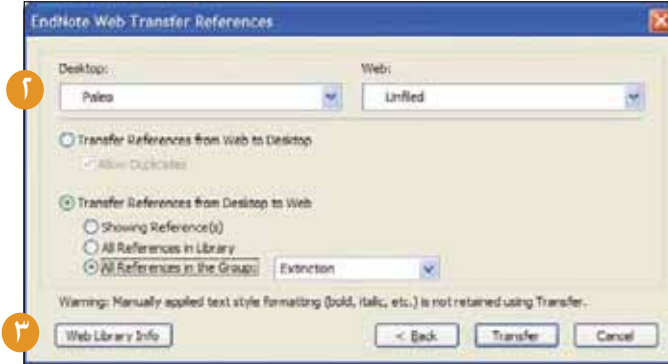 EndNote Web Transfer References
Desktop: Web:
۲ Paleo Unfiled
Transfer References from Web to Desktop
Allow Duplicates
Transfer References from Desktop to Web
Showing Reference(s)
All References in Library
All References in the Group: Extinction
Warning: Manually applied text style formatting (bold, italic, etc.) is not retained using Transfer.
۳ Web Library Info < Back Transfer Cancel